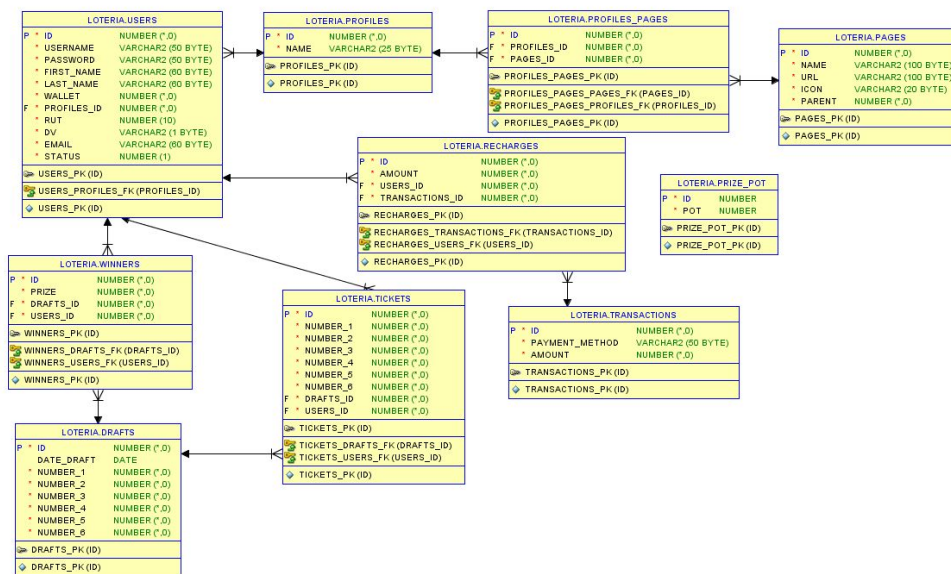 LOTERIA.USERS
P * ID NUMBER (*,0)
* USERNAME VARCHAR2 (50 BYTE)
* PASSWORD VARCHAR2 (50 BYTE)
* FIRST_NAME VARCHAR2 (60 BYTE)
* LAST_NAME VARCHAR2 (60 BYTE)
* WALLET NUMBER (*,0)
F * PROFILES_ID NUMBER (*,0)
* RUT NUMBER (10)
* DV VARCHAR2 (1 BYTE)
* EMAIL VARCHAR2 (60 BYTE)
* STATUS NUMBER (1)
USERS_PK (ID)
USERS_PROFILES_FK (PROFILES_ID)
USERS_PK (ID)
LOTERIA.PROFILES
P * ID NUMBER (*,0)
* NAME VARCHAR2 (25 BYTE)
PROFILES_PK (ID)
PROFILES_PK (ID)
LOTERIA.PROFILES_PAGES
P * ID NUMBER (*,0)
F * PROFILES_ID NUMBER (*,0)
F * PAGES_ID NUMBER (*,0)
PROFILES_PAGES_PK (ID)
PROFILES_PAGES_PAGES_FK (PAGES_ID)
PROFILES_PAGES_PROFILES_FK (PROFILES_ID)
PROFILES_PAGES_PK (ID)
LOTERIA.PAGES
P * ID NUMBER (*,0)
* NAME VARCHAR2 (100 BYTE)
* URL VARCHAR2 (100 BYTE)
* ICON VARCHAR2 (20 BYTE)
* PARENT NUMBER (*,0)
PAGES_PK (ID)
PAGES_PK (ID)
LOTERIA.RECHARGES
P * ID NUMBER (*,0)
* AMOUNT NUMBER (*,0)
F * USERS_ID NUMBER (*,0)
F * TRANSACTIONS_ID NUMBER (*,0)
RECHARGES_PK (ID)
RECHARGES_TRANSACTIONS_FK (TRANSACTIONS_ID)
RECHARGES_USERS_FK (USERS_ID)
RECHARGES_PK (ID)
LOTERIA.PRIZE_POT
P * ID NUMBER
* POT NUMBER
PRIZE_POT_PK (ID)
PRIZE_POT_PK (ID)
LOTERIA.WINNERS
P * ID NUMBER (*,0)
* PRIZE NUMBER (*,0)
F * DRAFTS_ID NUMBER (*,0)
F * USERS_ID NUMBER (*,0)
WINNERS_PK (ID)
WINNERS_DRAFTS_FK (DRAFTS_ID)
WINNERS_USERS_FK (USERS_ID)
WINNERS_PK (ID)
LOTERIA.TICKETS
P * ID NUMBER (*,0)
* NUMBER_1 NUMBER (*,0)
* NUMBER_2 NUMBER (*,0)
* NUMBER_3 NUMBER (*,0)
* NUMBER_4 NUMBER (*,0)
* NUMBER_5 NUMBER (*,0)
* NUMBER_6 NUMBER (*,0)
F * DRAFTS_ID NUMBER (*,0)
F * USERS_ID NUMBER (*,0)
TICKETS_PK (ID)
TICKETS_DRAFTS_FK (DRAFTS_ID)
TICKETS_USERS_FK (USERS_ID)
TICKETS_PK (ID)
LOTERIA.TRANSACTIONS
P * ID NUMBER (*,0)
* PAYMENT_METHOD VARCHAR2 (50 BYTE)
* AMOUNT NUMBER (*,0)
TRANSACTIONS_PK (ID)
TRANSACTIONS_PK (ID)
LOTERIA.DRAFTS
P * ID NUMBER (*,0)
DATE_DRAFT DATE
* NUMBER_1 NUMBER (*,0)
* NUMBER_2 NUMBER (*,0)
* NUMBER_3 NUMBER (*,0)
* NUMBER_4 NUMBER (*,0)
* NUMBER_5 NUMBER (*,0)
* NUMBER_6 NUMBER (*,0)
DRAFTS_PK (ID)
DRAFTS_PK (ID)